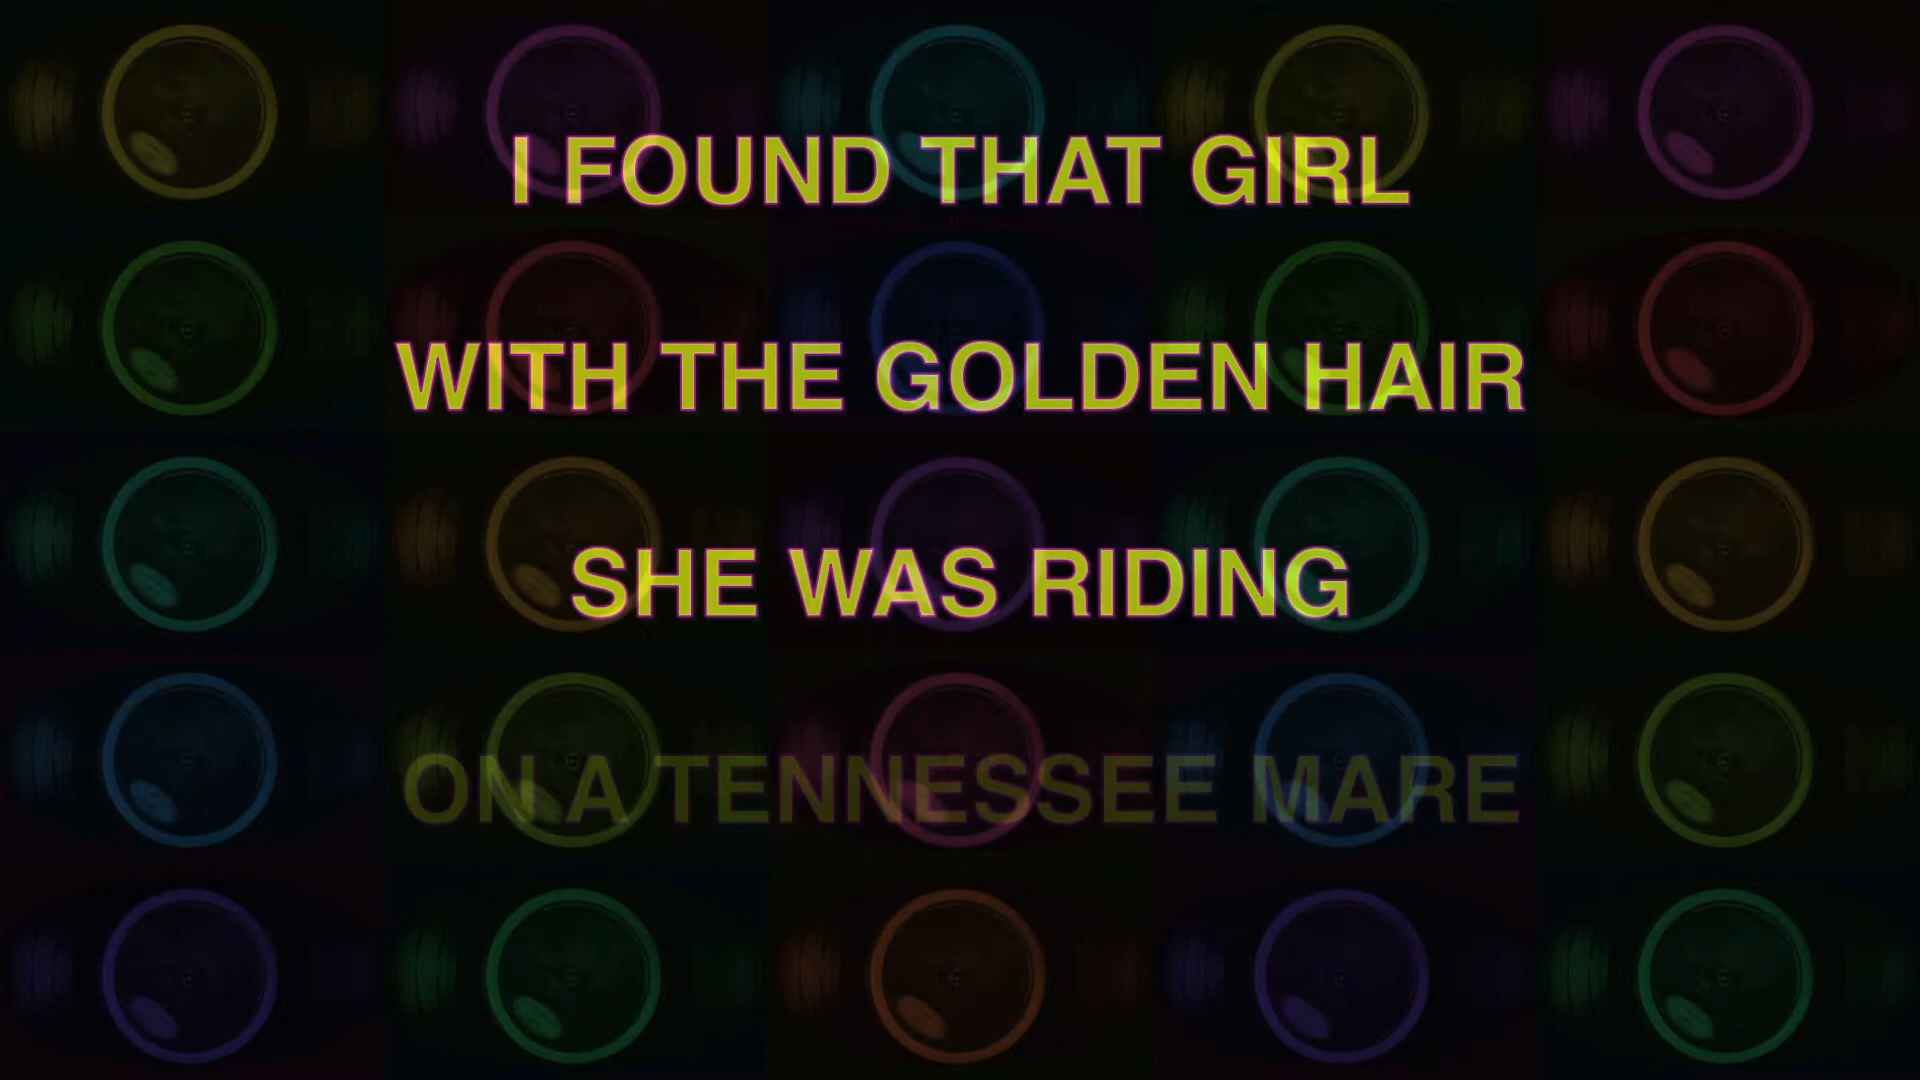 I FOUND THAT GIRL
WITH THE GOLDEN HAIR
SHE WAS RIDING
ON A TENNESSEE MARE